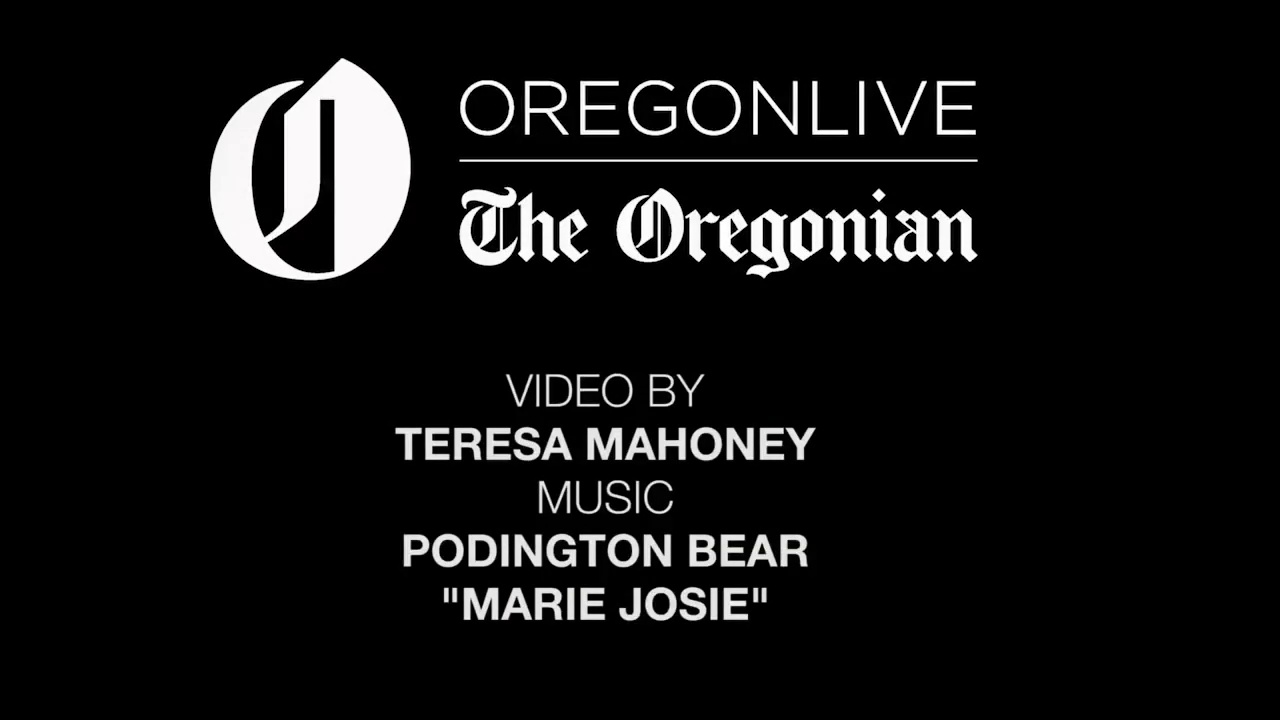 OREGONLIVE
The Oregonian
VIDEO BY
TERESA MAHONEY
MUSIC
PODINGTON BEAR
"MARIE JOSIE"